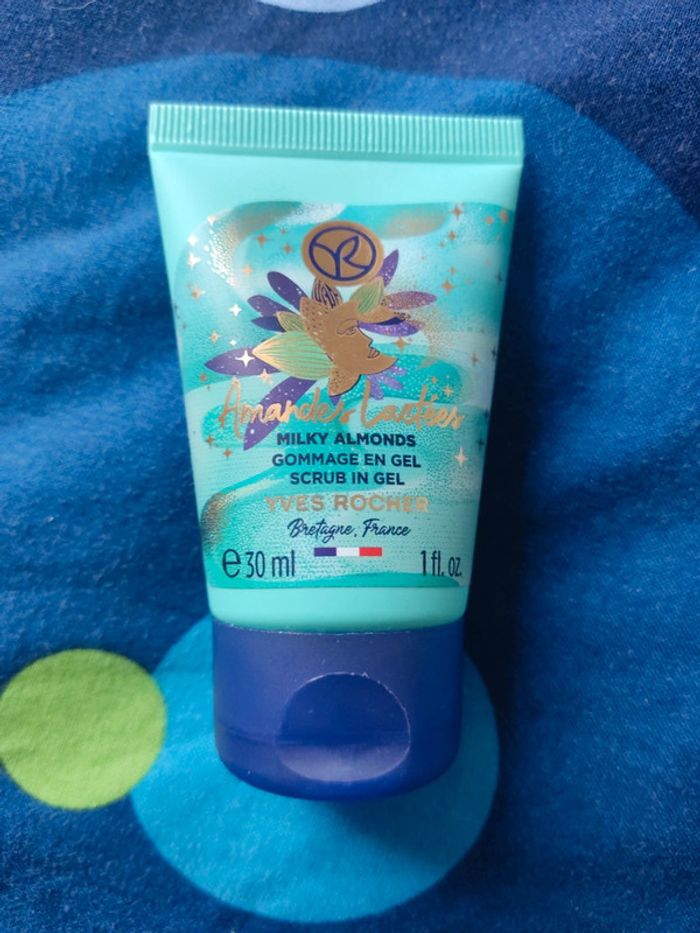 YR
Amandes Lactées
MILKY ALMONDS
GOMMAGE EN GEL
SCRUB IN GEL
YVES ROCHER
Bretagne, France
e 30 ml 1 fl. oz.